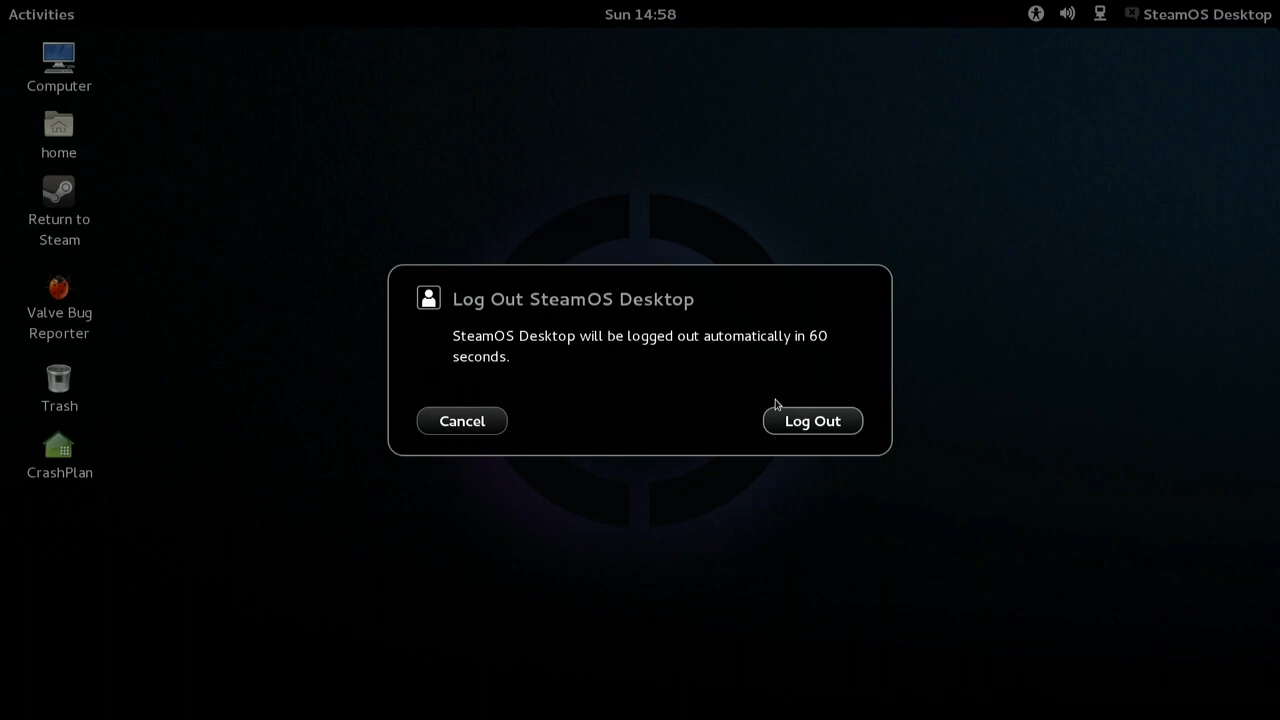 Activities
Sun 14:58
SteamOS Desktop
Computer
home
Return to
Steam
Valve Bug
Reporter
Trash
CrashPlan
Log Out SteamOS Desktop
SteamOS Desktop will be logged out automatically in 60
seconds.
Cancel
Log Out